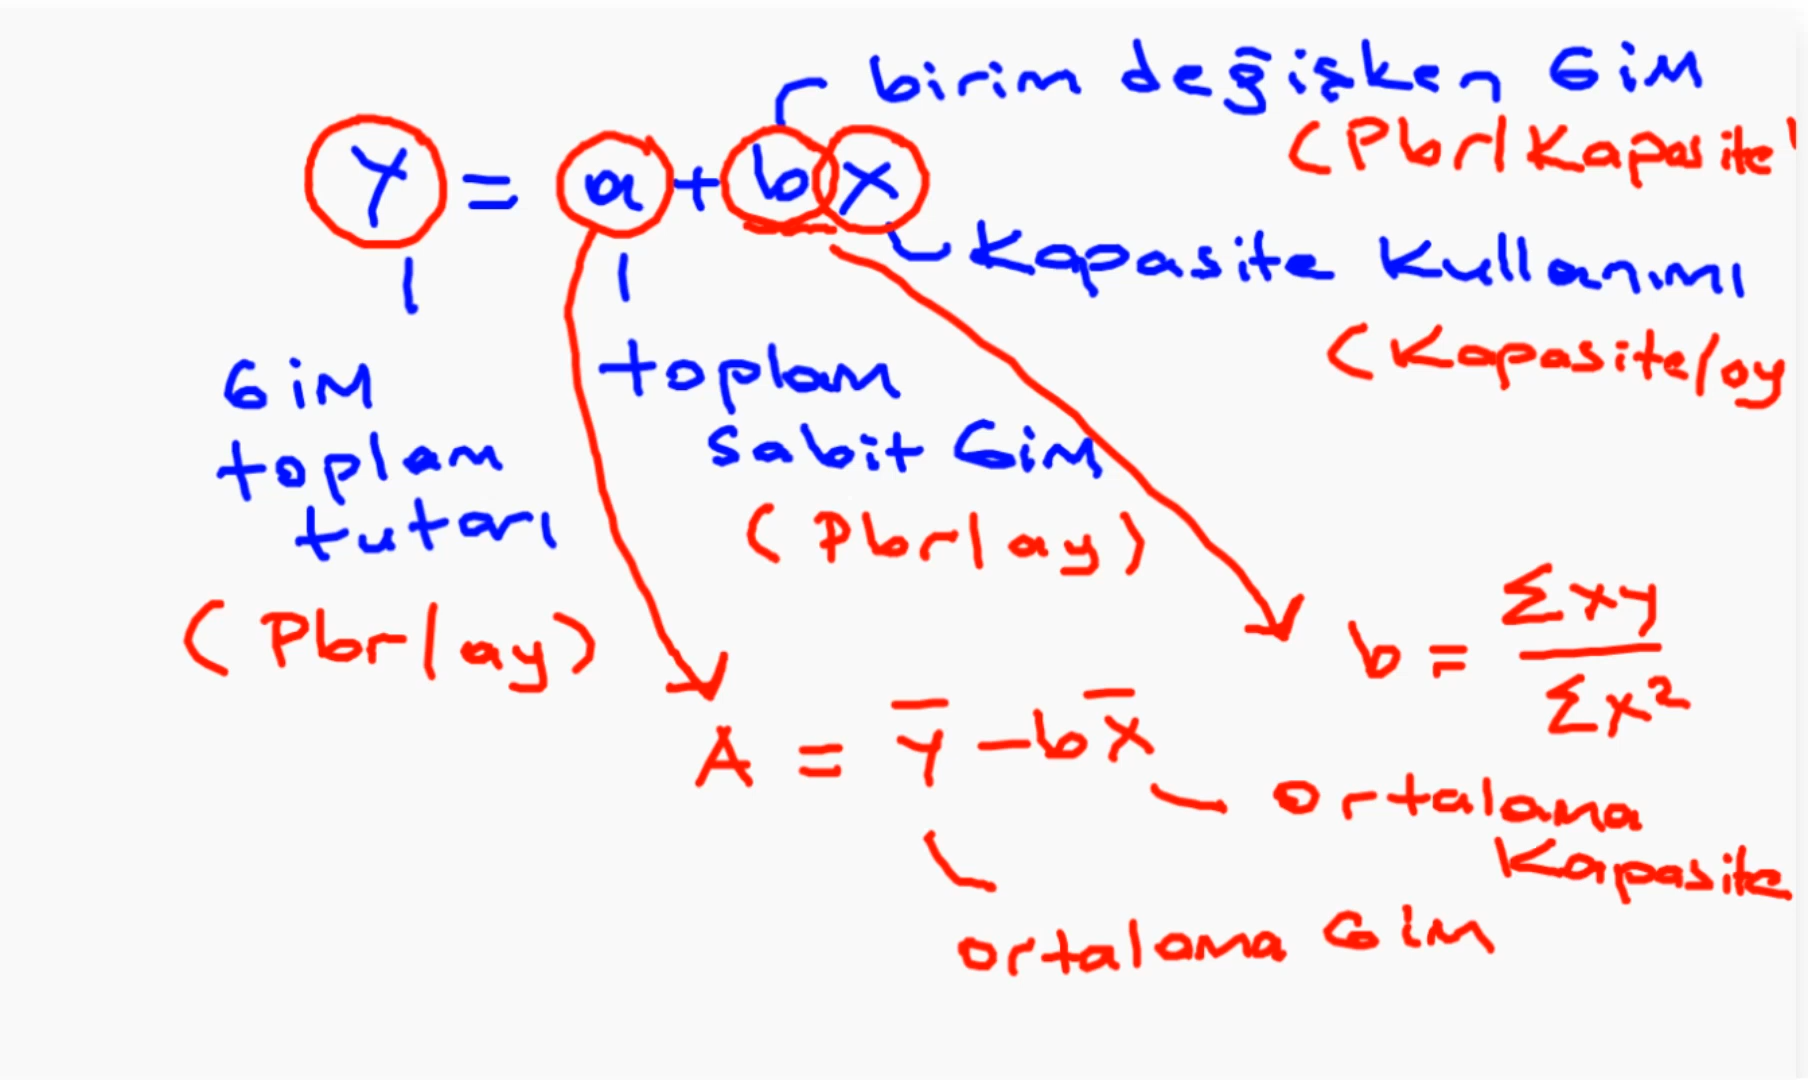 birim değişken GİM
(Pbr/Kapasite
Y = a + bX
Kapasite Kullanımı
(Kapasite/ay
GİM
toplam
tutarı
(Pbr/ay)
toplam
Sabit GİM
(Pbr/ay)
b = Σxy / Σx²
A = Ȳ - bX̄
ortalama
Kapasite
ortalama GİM